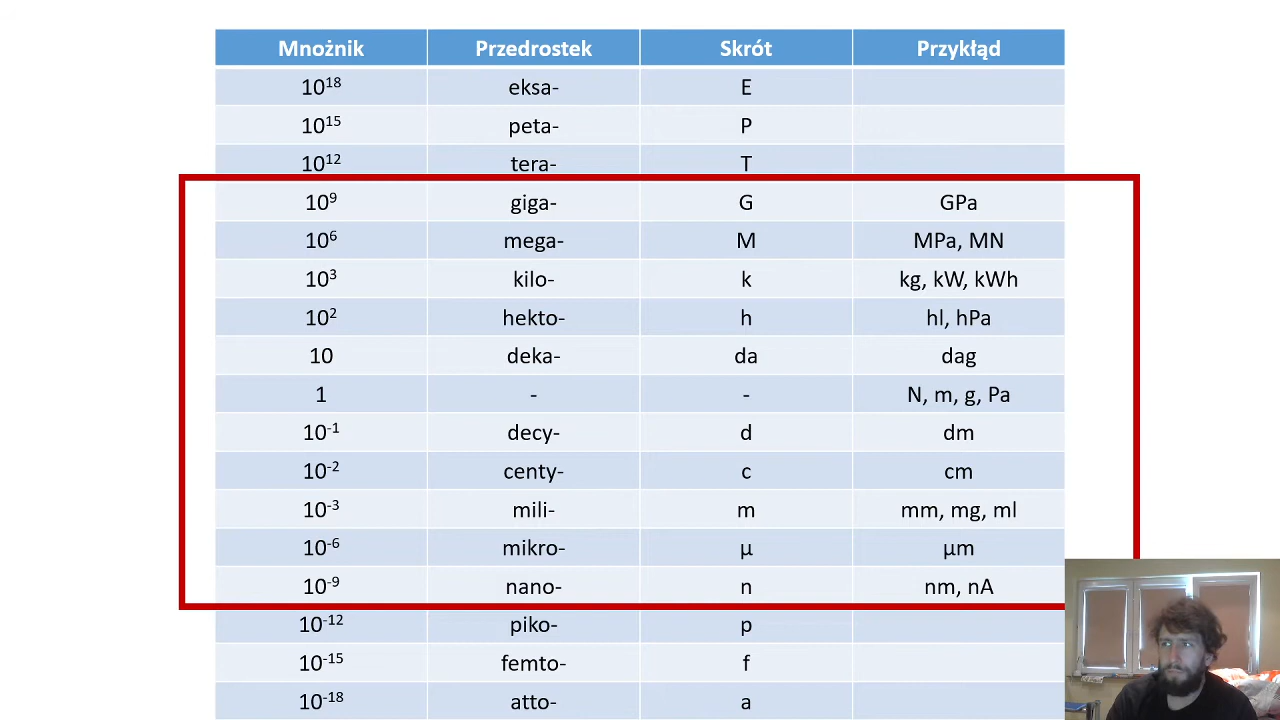 Mnożnik Przedrostek Skrót Przykłąd
10¹⁸ eksa- E
10¹⁵ peta- P
10¹² tera- T
10⁹ giga- G GPa
10⁶ mega- M MPa, MN
10³ kilo- k kg, kW, kWh
10² hekto- h hl, hPa
10 deka- da dag
1 - - N, m, g, Pa
10⁻¹ decy- d dm
10⁻² centy- c cm
10⁻³ mili- m mm, mg, ml
10⁻⁶ mikro- µ µm
10⁻⁹ nano- n nm, nA
10⁻¹² piko- p
10⁻¹⁵ femto- f
10⁻¹⁸ atto- a